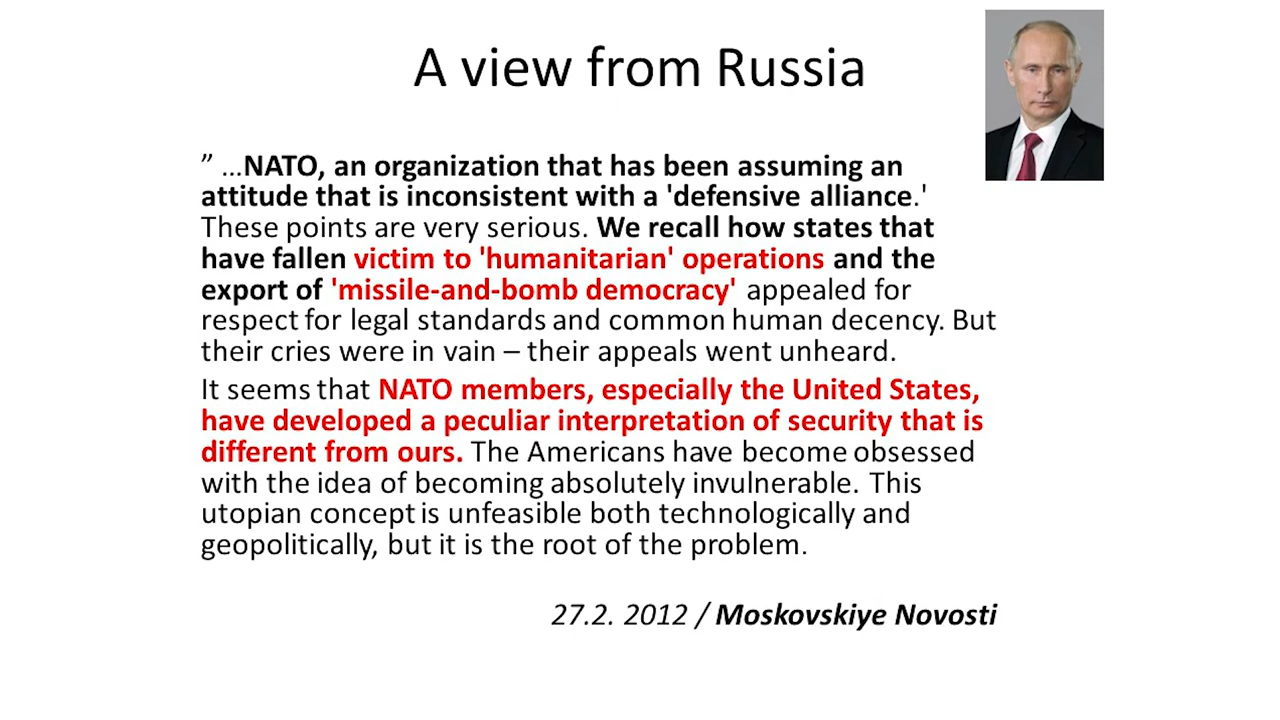 A view from Russia
” ...NATO, an organization that has been assuming an
attitude that is inconsistent with a 'defensive alliance.'
These points are very serious. We recall how states that
have fallen victim to 'humanitarian' operations and the
export of 'missile-and-bomb democracy' appealed for
respect for legal standards and common human decency. But
their cries were in vain – their appeals went unheard.
It seems that NATO members, especially the United States,
have developed a peculiar interpretation of security that is
different from ours. The Americans have become obsessed
with the idea of becoming absolutely invulnerable. This
utopian concept is unfeasible both technologically and
geopolitically, but it is the root of the problem.
27.2. 2012 / Moskovskiye Novosti